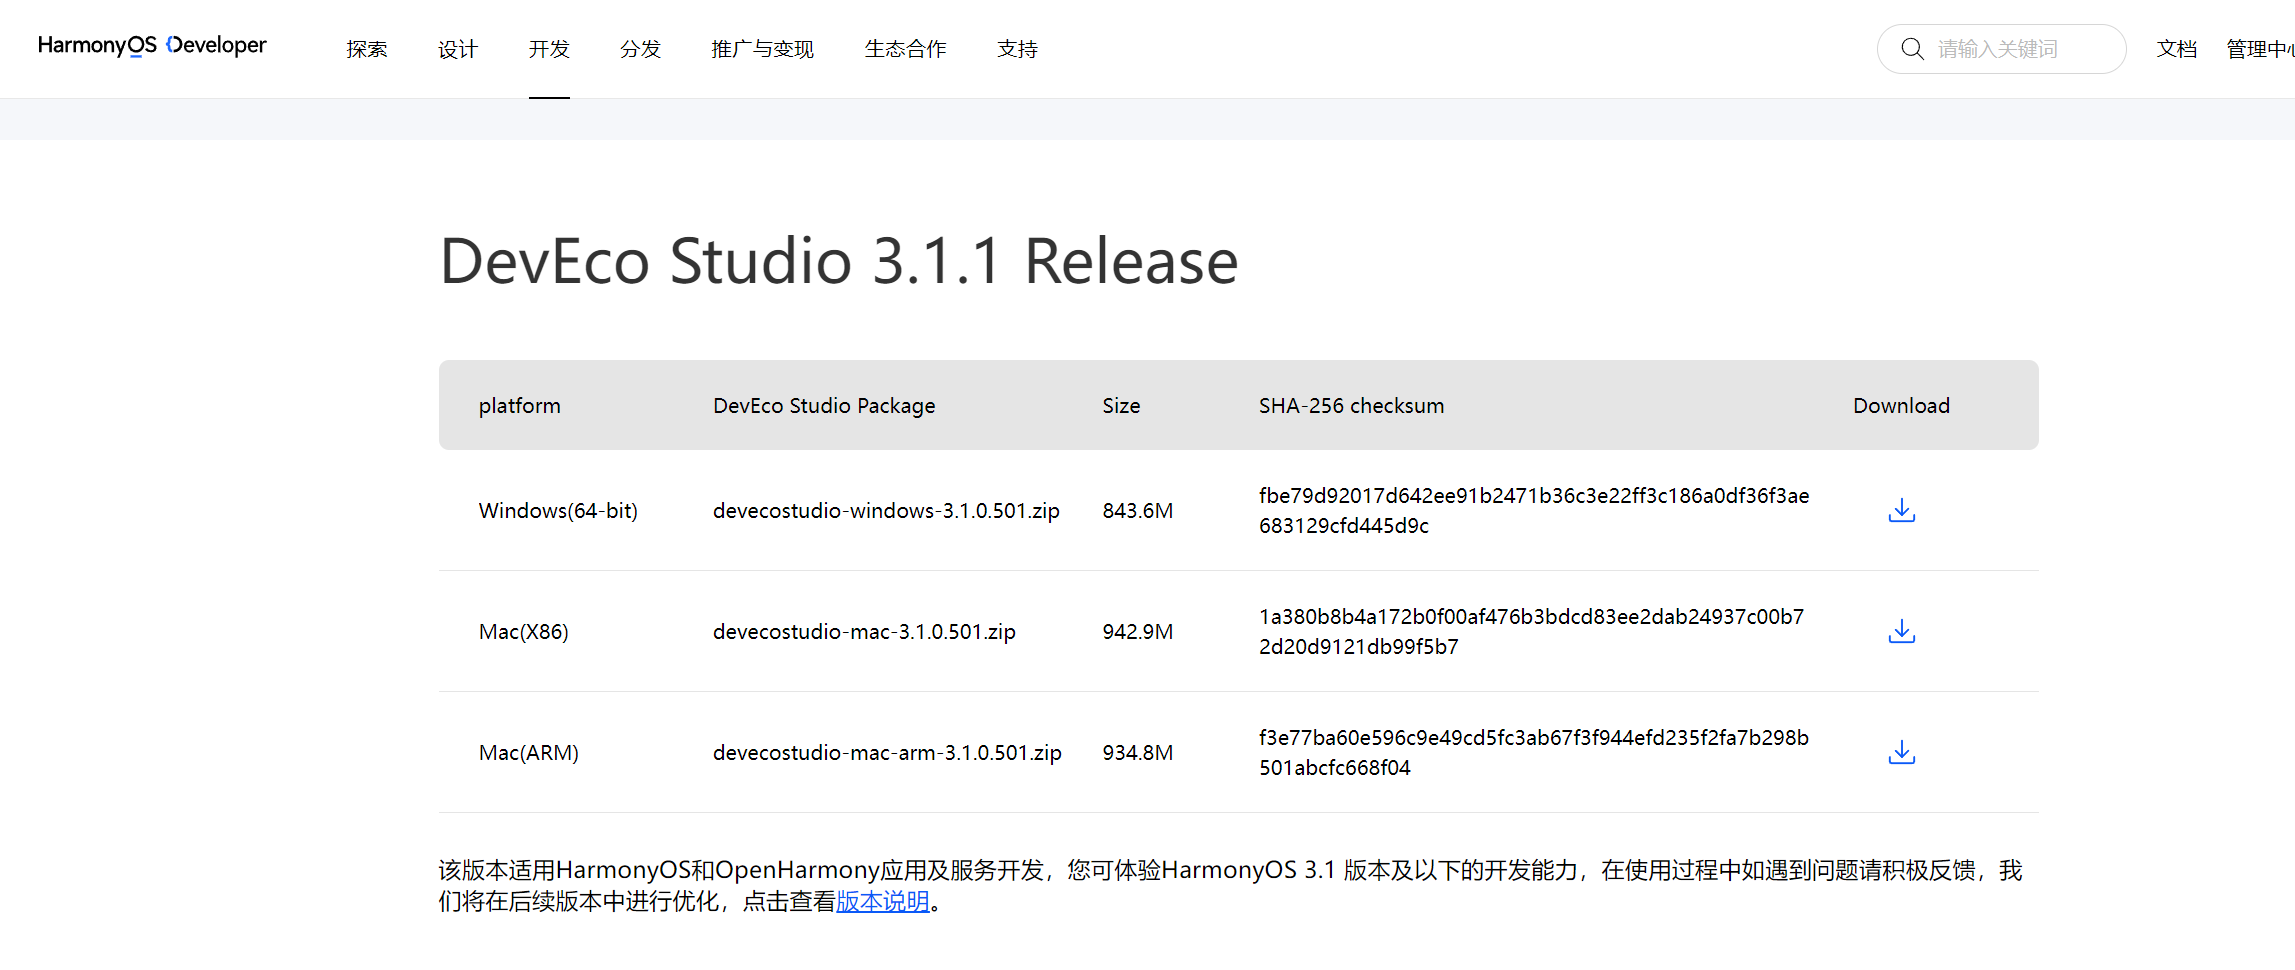 HarmonyOS Developer 探索 设计 开发 分发 推广与变现 生态合作 支持 请输入关键词 文档 管理中心
DevEco Studio 3.1.1 Release
platform DevEco Studio Package Size SHA-256 checksum Download
Windows(64-bit) devecostudio-windows-3.1.0.501.zip 843.6M fbe79d92017d642ee91b2471b36c3e22ff3c186a0df36f3ae
683129cfd445d9c
Mac(X86) devecostudio-mac-3.1.0.501.zip 942.9M 1a380b8b4a172b0f00af476b3bdcd83ee2dab24937c00b7
2d20d9121db99f5b7
Mac(ARM) devecostudio-mac-arm-3.1.0.501.zip 934.8M f3e77ba60e596c9e49cd5fc3ab67f3f944efd235f2fa7b298b
501abcfc668f04
该版本适用HarmonyOS和OpenHarmony应用及服务开发，您可体验HarmonyOS 3.1 版本及以下的开发能力，在使用过程中如遇到问题请积极反馈，我
们将在后续版本中进行优化，点击查看版本说明。